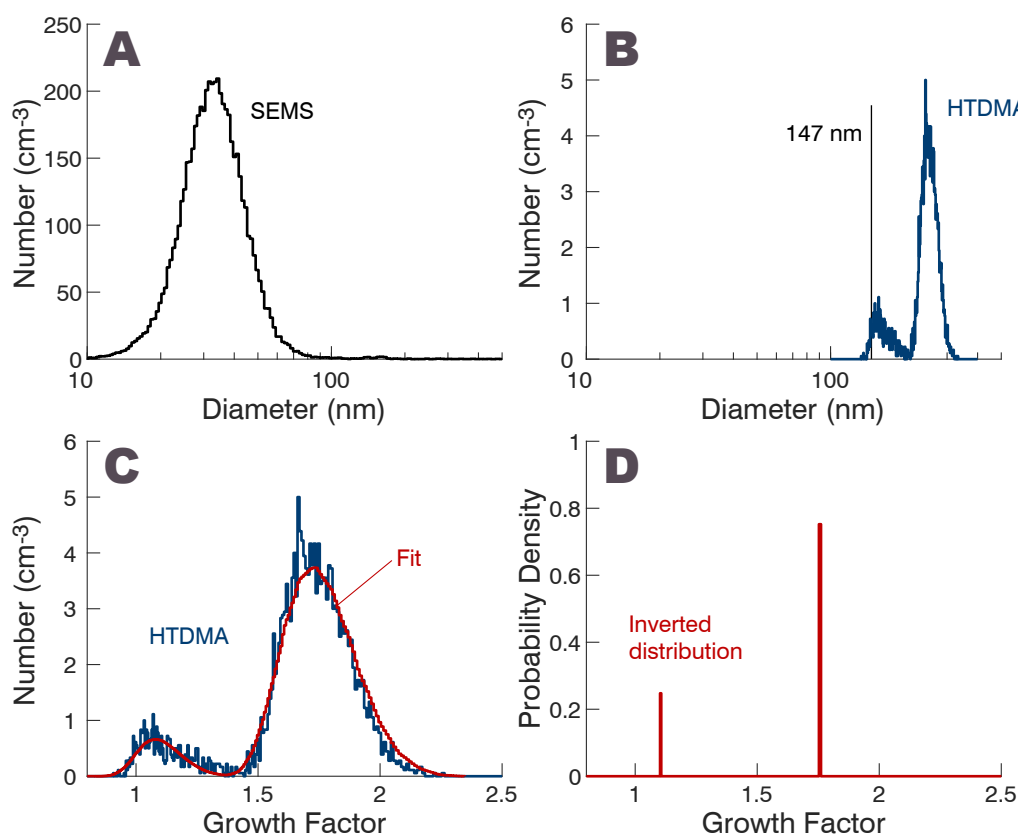 A
250
200
150
100
50
0
Number (cm-3)
SEMS
10
100
Diameter (nm)
B
6
5
4
3
2
1
0
Number (cm-3)
147 nm
HTDMA
10
100
Diameter (nm)
C
6
5
4
3
2
1
0
Number (cm-3)
HTDMA
Fit
1
1.5
2
2.5
Growth Factor
D
1
0.8
0.6
0.4
0.2
0
Probability Density
Inverted
distribution
1
1.5
2
2.5
Growth Factor